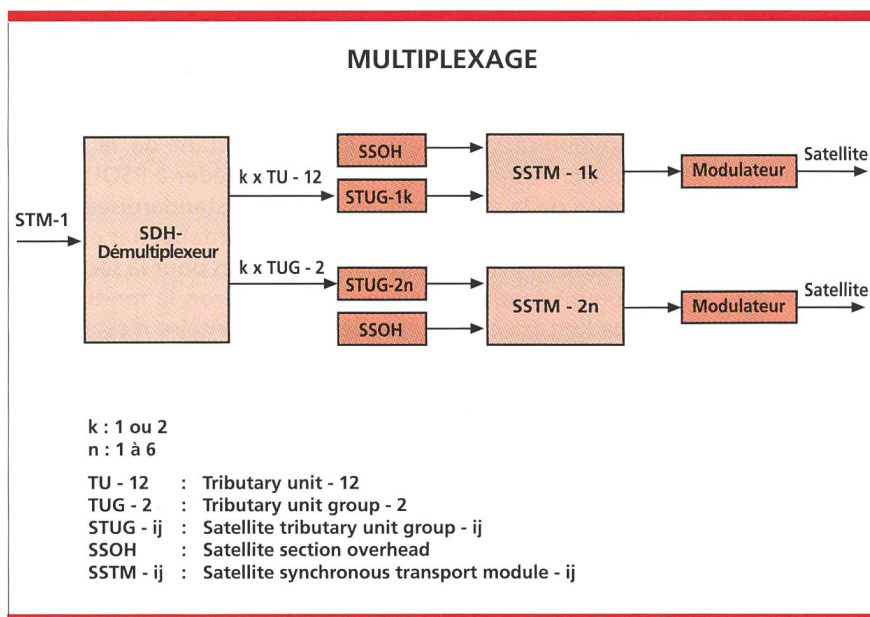 MULTIPLEXAGE
STM-1
SDH-
Démultiplexeur
k x TU - 12
k x TUG - 2
SSOH
STUG-1k
STUG-2n
SSOH
SSTM - 1k
SSTM - 2n
Modulateur
Satellite
Modulateur
Satellite
k : 1 ou 2
n : 1 à 6
TU - 12 : Tributary unit - 12
TUG - 2 : Tributary unit group - 2
STUG - ij : Satellite tributary unit group - ij
SSOH : Satellite section overhead
SSTM - ij : Satellite synchronous transport module - ij